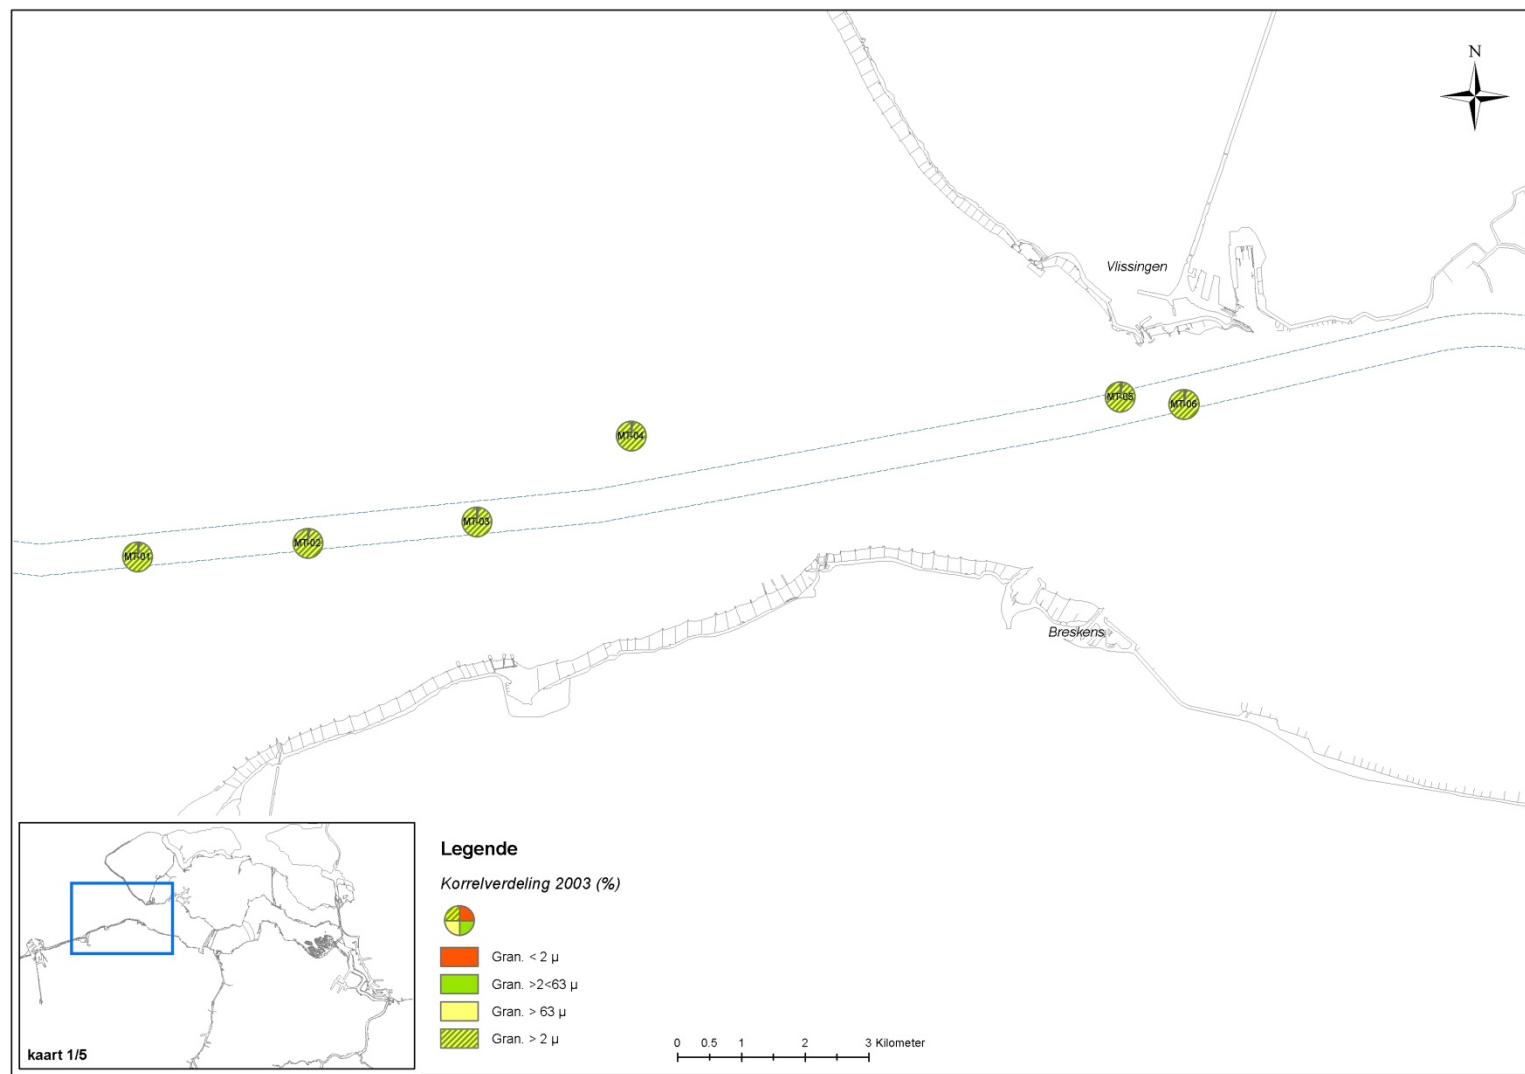 N
Vlissingen
MT-05
MT-06
MT-04
MT-03
MT-02
MT-01
Breskens
Legende
Korrelverdeling 2003 (%)
Gran. < 2 µ
Gran. >2<63 µ
Gran. > 63 µ
Gran. > 2 µ
0 0.5 1 2 3 Kilometer
kaart 1/5